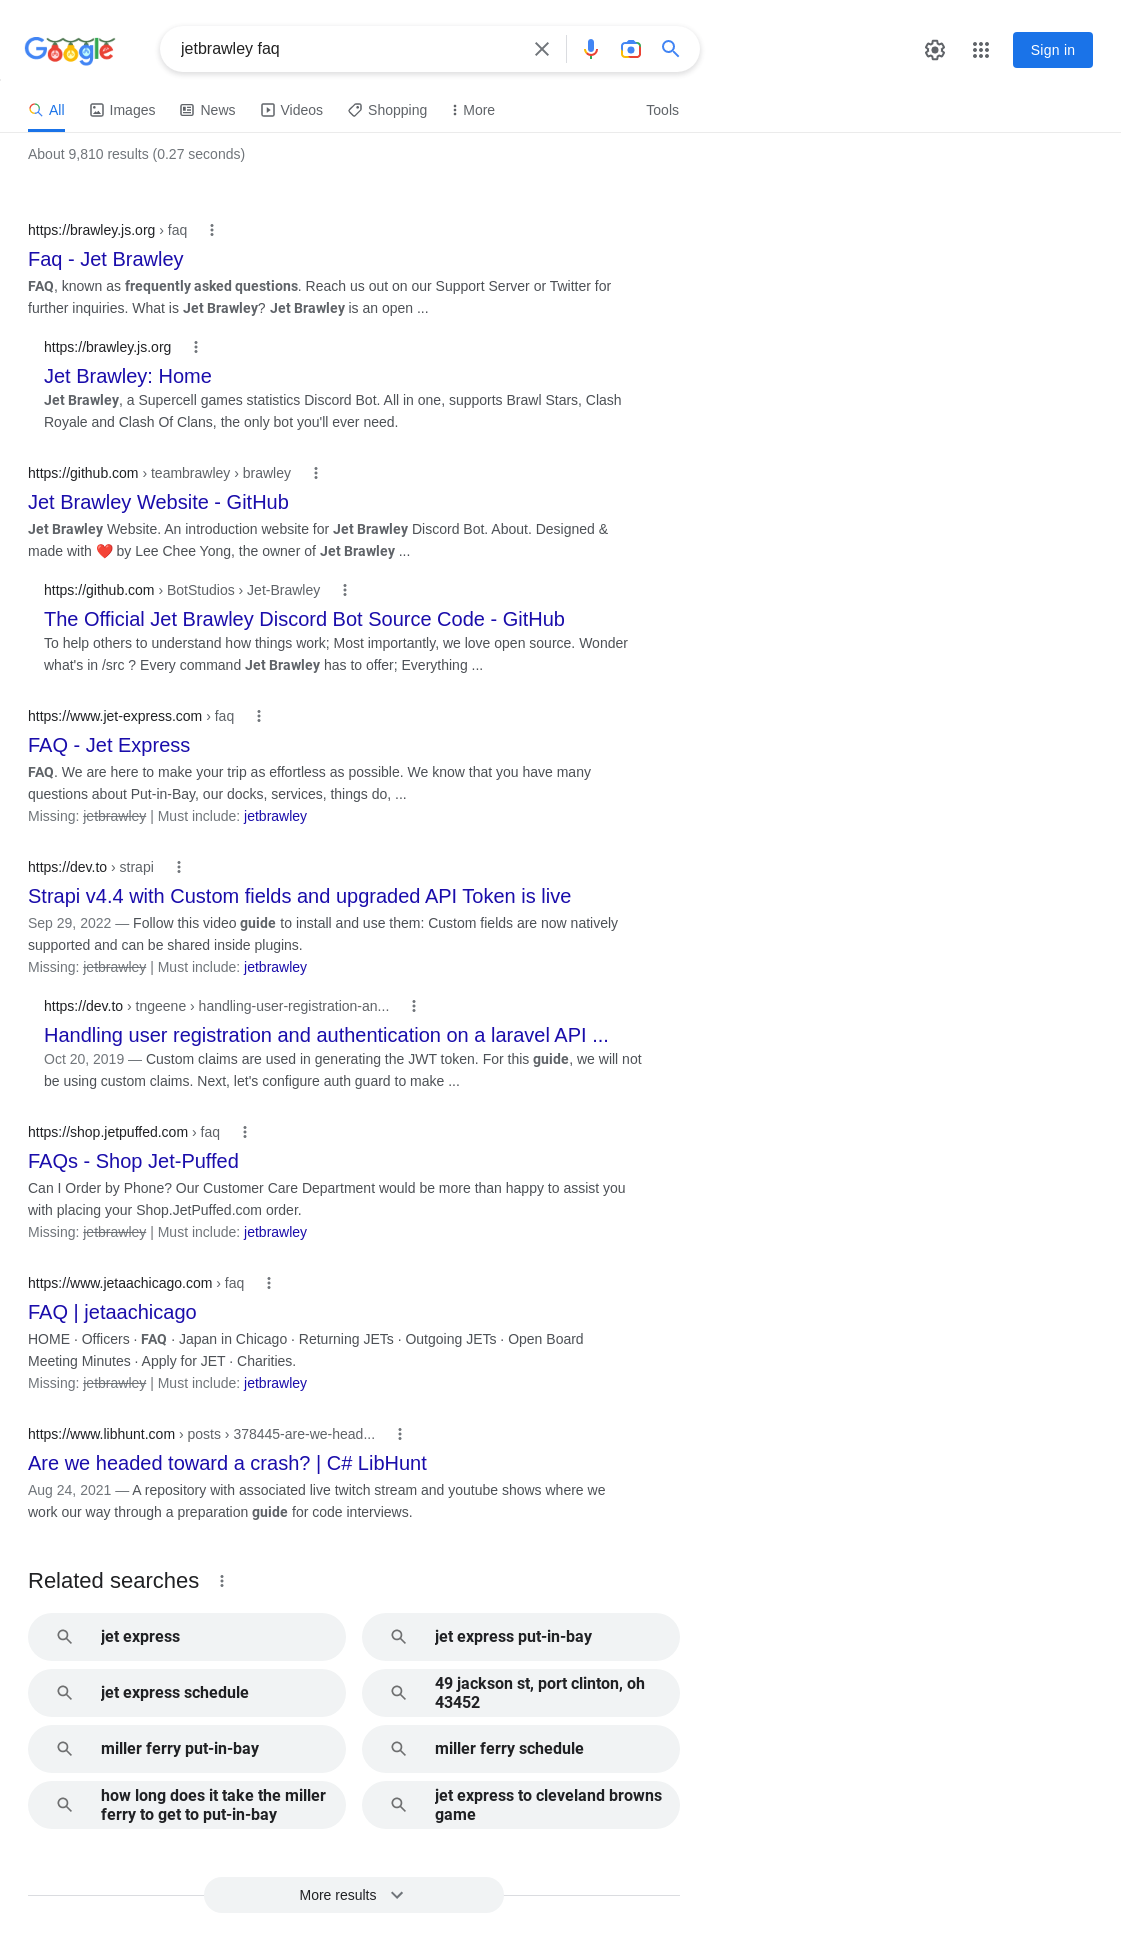 Google
jetbrawley faq
Sign in
All
Images
News
Videos
Shopping
More
Tools
About 9,810 results (0.27 seconds)
https://brawley.js.org › faq
Faq - Jet Brawley
FAQ, known as frequently asked questions. Reach us out on our Support Server or Twitter for
further inquiries. What is Jet Brawley? Jet Brawley is an open ...
https://brawley.js.org
Jet Brawley: Home
Jet Brawley, a Supercell games statistics Discord Bot. All in one, supports Brawl Stars, Clash
Royale and Clash Of Clans, the only bot you'll ever need.
https://github.com › teambrawley › brawley
Jet Brawley Website - GitHub
Jet Brawley Website. An introduction website for Jet Brawley Discord Bot. About. Designed &
made with ❤️ by Lee Chee Yong, the owner of Jet Brawley ...
https://github.com › BotStudios › Jet-Brawley
The Official Jet Brawley Discord Bot Source Code - GitHub
To help others to understand how things work; Most importantly, we love open source. Wonder
what's in /src ? Every command Jet Brawley has to offer; Everything ...
https://www.jet-express.com › faq
FAQ - Jet Express
FAQ. We are here to make your trip as effortless as possible. We know that you have many
questions about Put-in-Bay, our docks, services, things do, ...
Missing: jetbrawley | Must include: jetbrawley
https://dev.to › strapi
Strapi v4.4 with Custom fields and upgraded API Token is live
Sep 29, 2022 — Follow this video guide to install and use them: Custom fields are now natively
supported and can be shared inside plugins.
Missing: jetbrawley | Must include: jetbrawley
https://dev.to › tngeene › handling-user-registration-an...
Handling user registration and authentication on a laravel API ...
Oct 20, 2019 — Custom claims are used in generating the JWT token. For this guide, we will not
be using custom claims. Next, let's configure auth guard to make ...
https://shop.jetpuffed.com › faq
FAQs - Shop Jet-Puffed
Can I Order by Phone? Our Customer Care Department would be more than happy to assist you
with placing your Shop.JetPuffed.com order.
Missing: jetbrawley | Must include: jetbrawley
https://www.jetaachicago.com › faq
FAQ | jetaachicago
HOME · Officers · FAQ · Japan in Chicago · Returning JETs · Outgoing JETs · Open Board
Meeting Minutes · Apply for JET · Charities.
Missing: jetbrawley | Must include: jetbrawley
https://www.libhunt.com › posts › 378445-are-we-head...
Are we headed toward a crash? | C# LibHunt
Aug 24, 2021 — A repository with associated live twitch stream and youtube shows where we
work our way through a preparation guide for code interviews.
Related searches
jet express
jet express put-in-bay
jet express schedule
49 jackson st, port clinton, oh
43452
miller ferry put-in-bay
miller ferry schedule
how long does it take the miller
ferry to get to put-in-bay
jet express to cleveland browns
game
More results